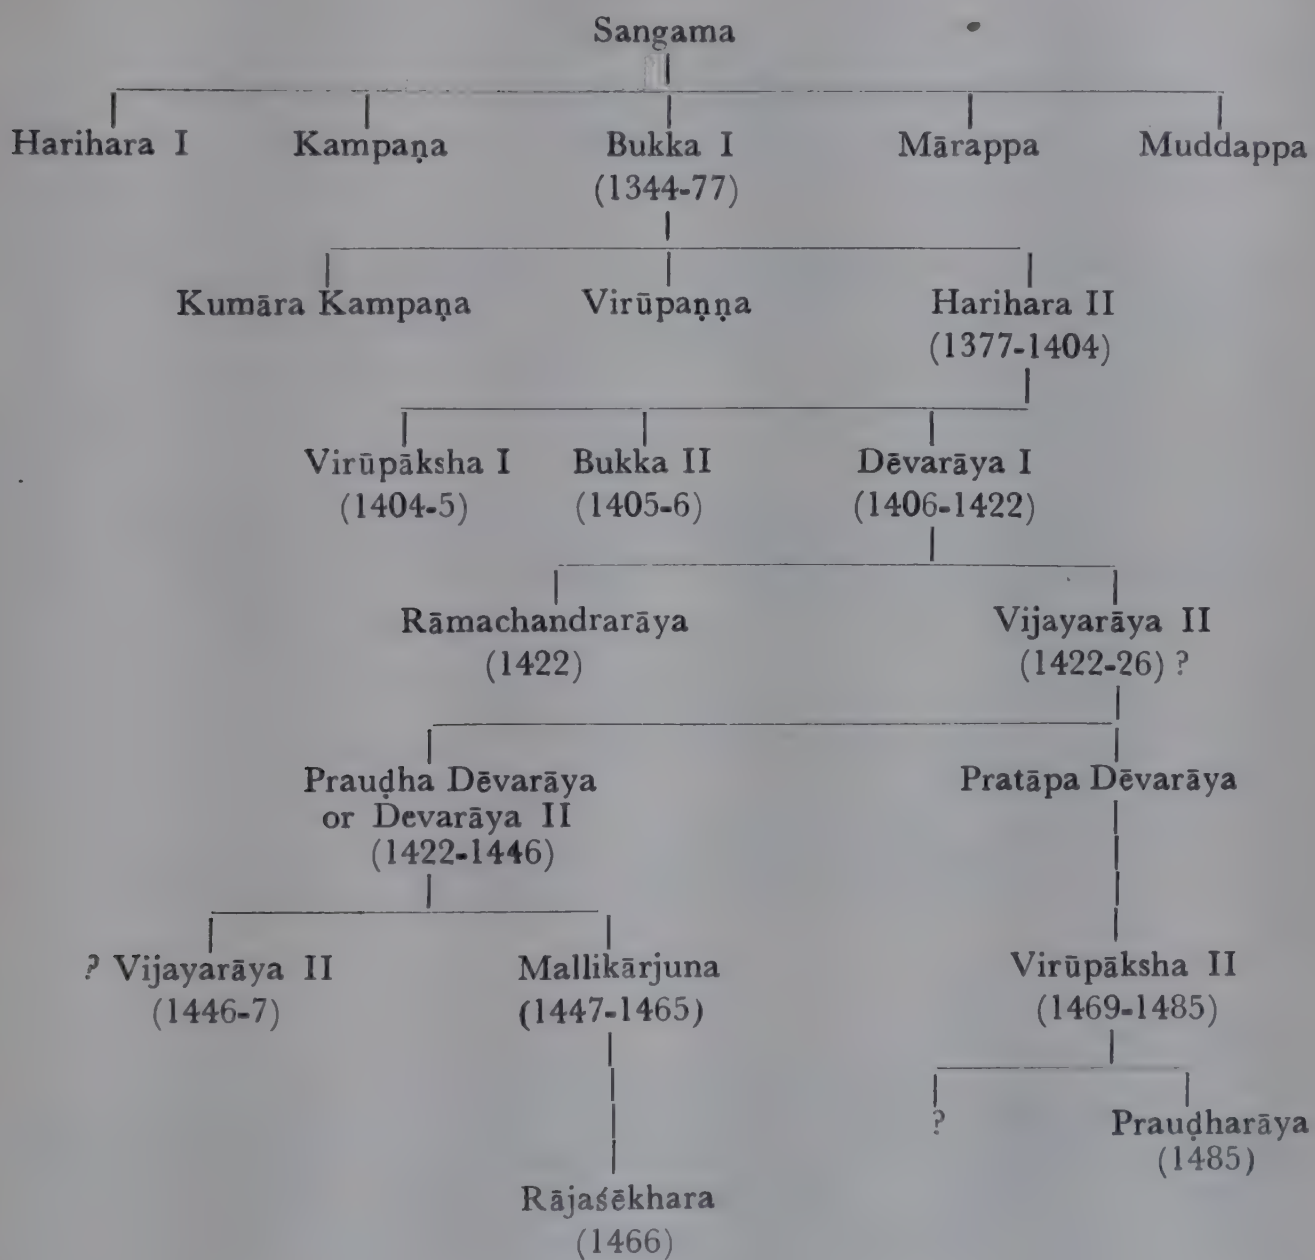 Sangama
Harihara I Kampaṇa Bukka I Mārappa Muddappa
(1344-77)
Kumāra Kampaṇa Virūpaṇṇa Harihara II
(1377-1404)
Virūpāksha I Bukka II Dēvarāya I
(1404-5) (1405-6) (1406-1422)
Rāmachandrarāya Vijayarāya II
(1422) (1422-26) ?
Prauḍha Dēvarāya Pratāpa Dēvarāya
or Devarāya II
(1422-1446)
? Vijayarāya II Mallikārjuna Virūpāksha II
(1446-7) (1447-1465) (1469-1485)
? Prauḍharāya
(1485)
Rājaśēkhara
(1466)